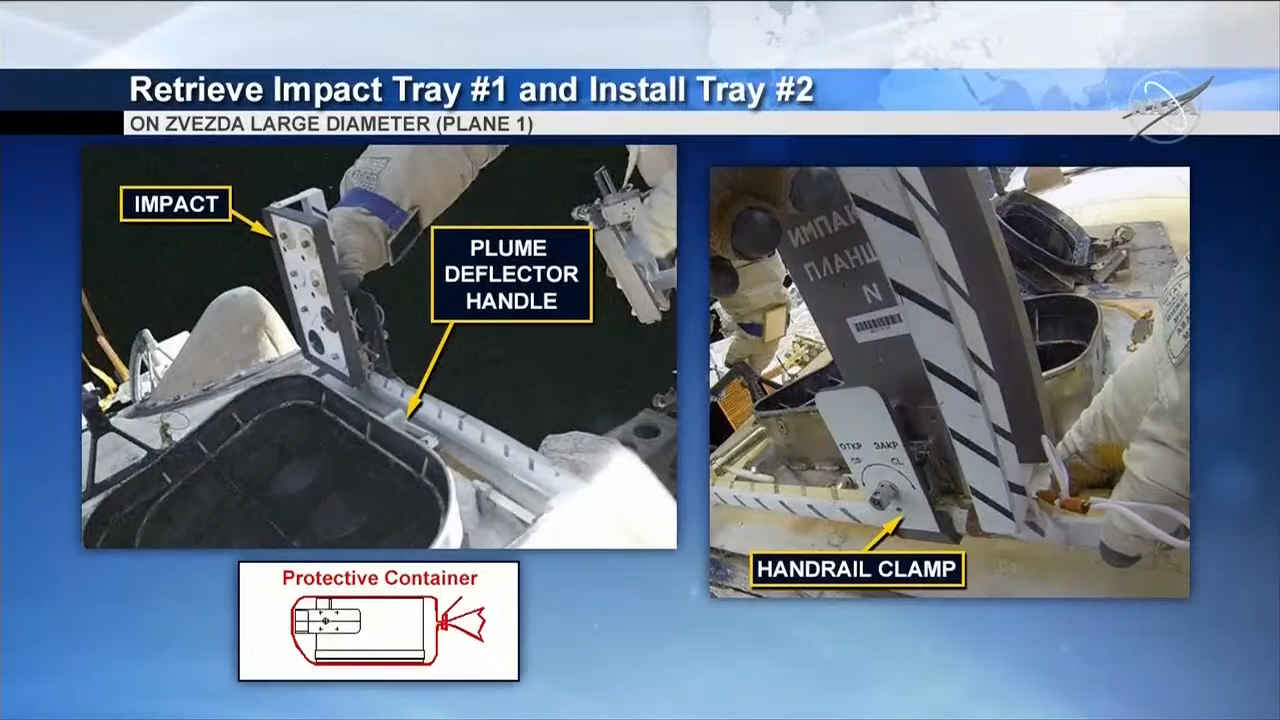 Retrieve Impact Tray #1 and Install Tray #2
ON ZVEZDA LARGE DIAMETER (PLANE 1)
IMPACT
PLUME
DEFLECTOR
HANDLE
ИМПАК
ПЛАНШ
N
ОТКР ЗАКР
OP CL
HANDRAIL CLAMP
Protective Container